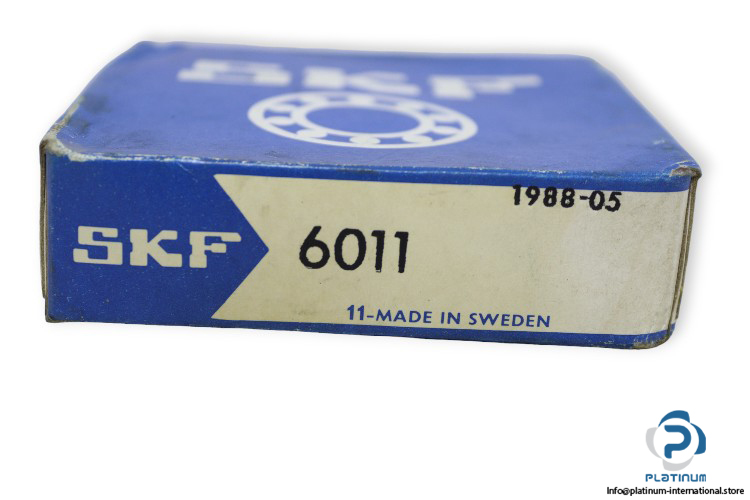 SKF
1988-05
SKF
6011
11-MADE IN SWEDEN
PLATINUM
Info@platinum-international.store